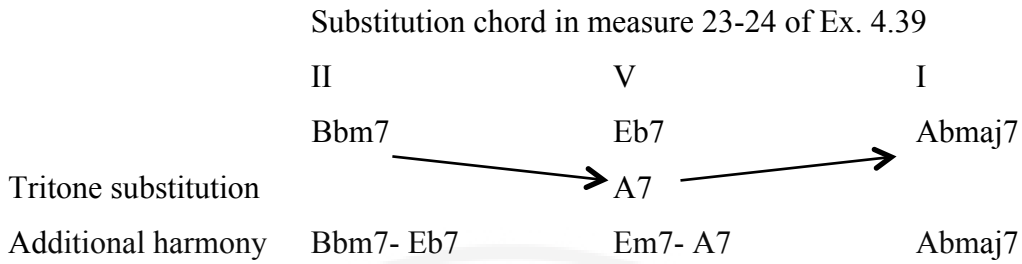 Substitution chord in measure 23-24 of Ex. 4.39
II V I
Bbm7 Eb7 Abmaj7
Tritone substitution A7
Additional harmony Bbm7- Eb7 Em7- A7 Abmaj7